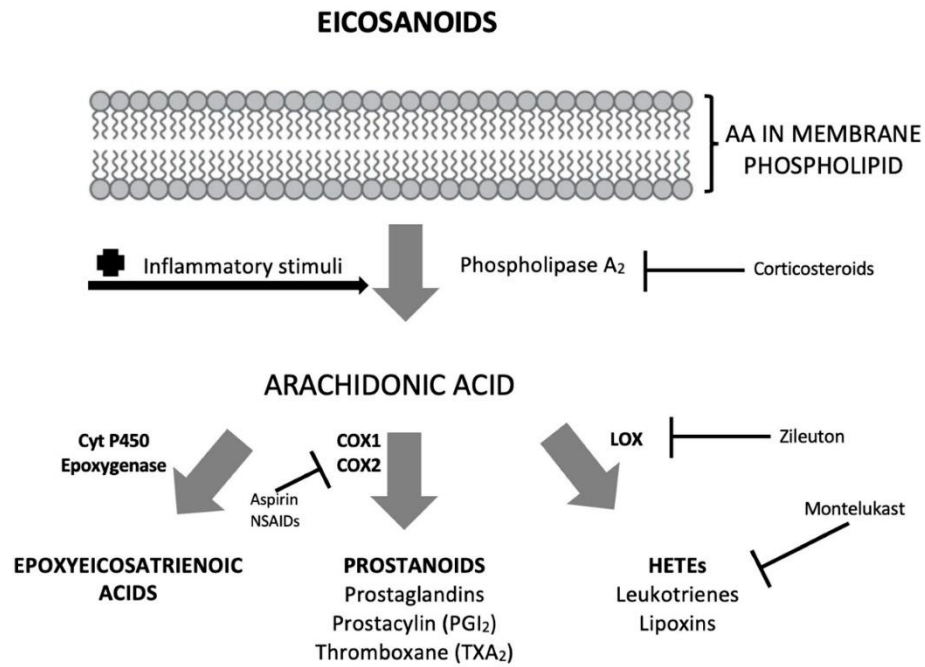 EICOSANOIDS
AA IN MEMBRANE
PHOSPHOLIPID
Inflammatory stimuli
Phospholipase A₂
Corticosteroids
ARACHIDONIC ACID
Cyt P450
Epoxygenase
COX1
COX2
Aspirin
NSAIDs
LOX
Zileuton
Montelukast
EPOXYEICOSATRIENOIC
ACIDS
PROSTANOIDS
Prostaglandins
Prostacylin (PGI₂)
Thromboxane (TXA₂)
HETEs
Leukotrienes
Lipoxins